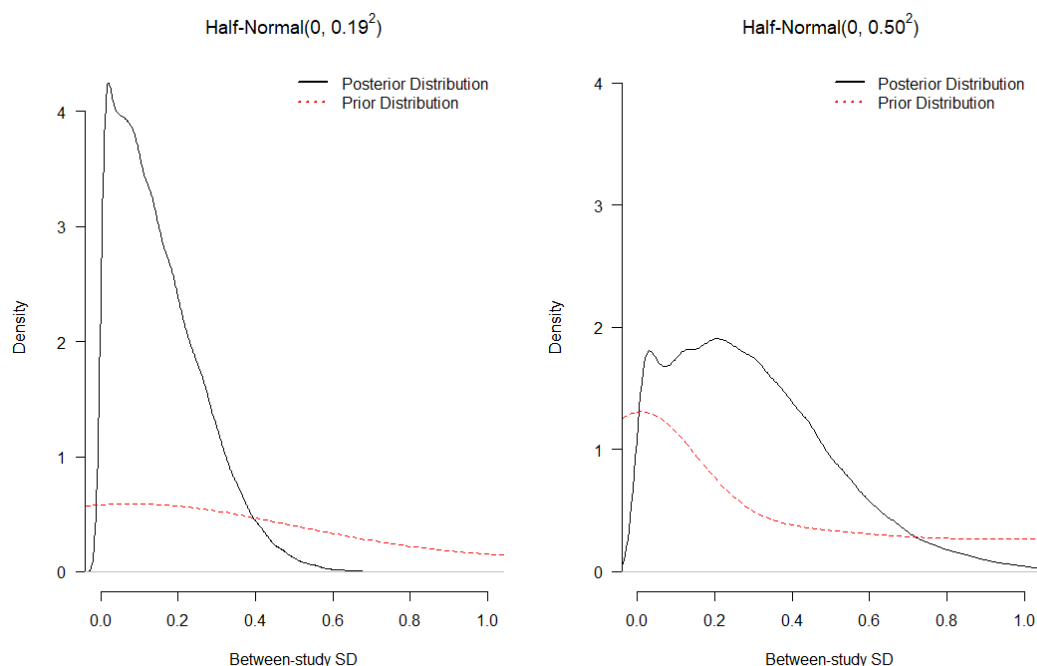 Half-Normal(0, 0.19²)
Posterior Distribution
Prior Distribution
4
3
2
1
0
Density
0.0 0.2 0.4 0.6 0.8 1.0
Between-study SD
Half-Normal(0, 0.50²)
Posterior Distribution
Prior Distribution
4
3
2
1
0
Density
0.0 0.2 0.4 0.6 0.8 1.0
Between-study SD